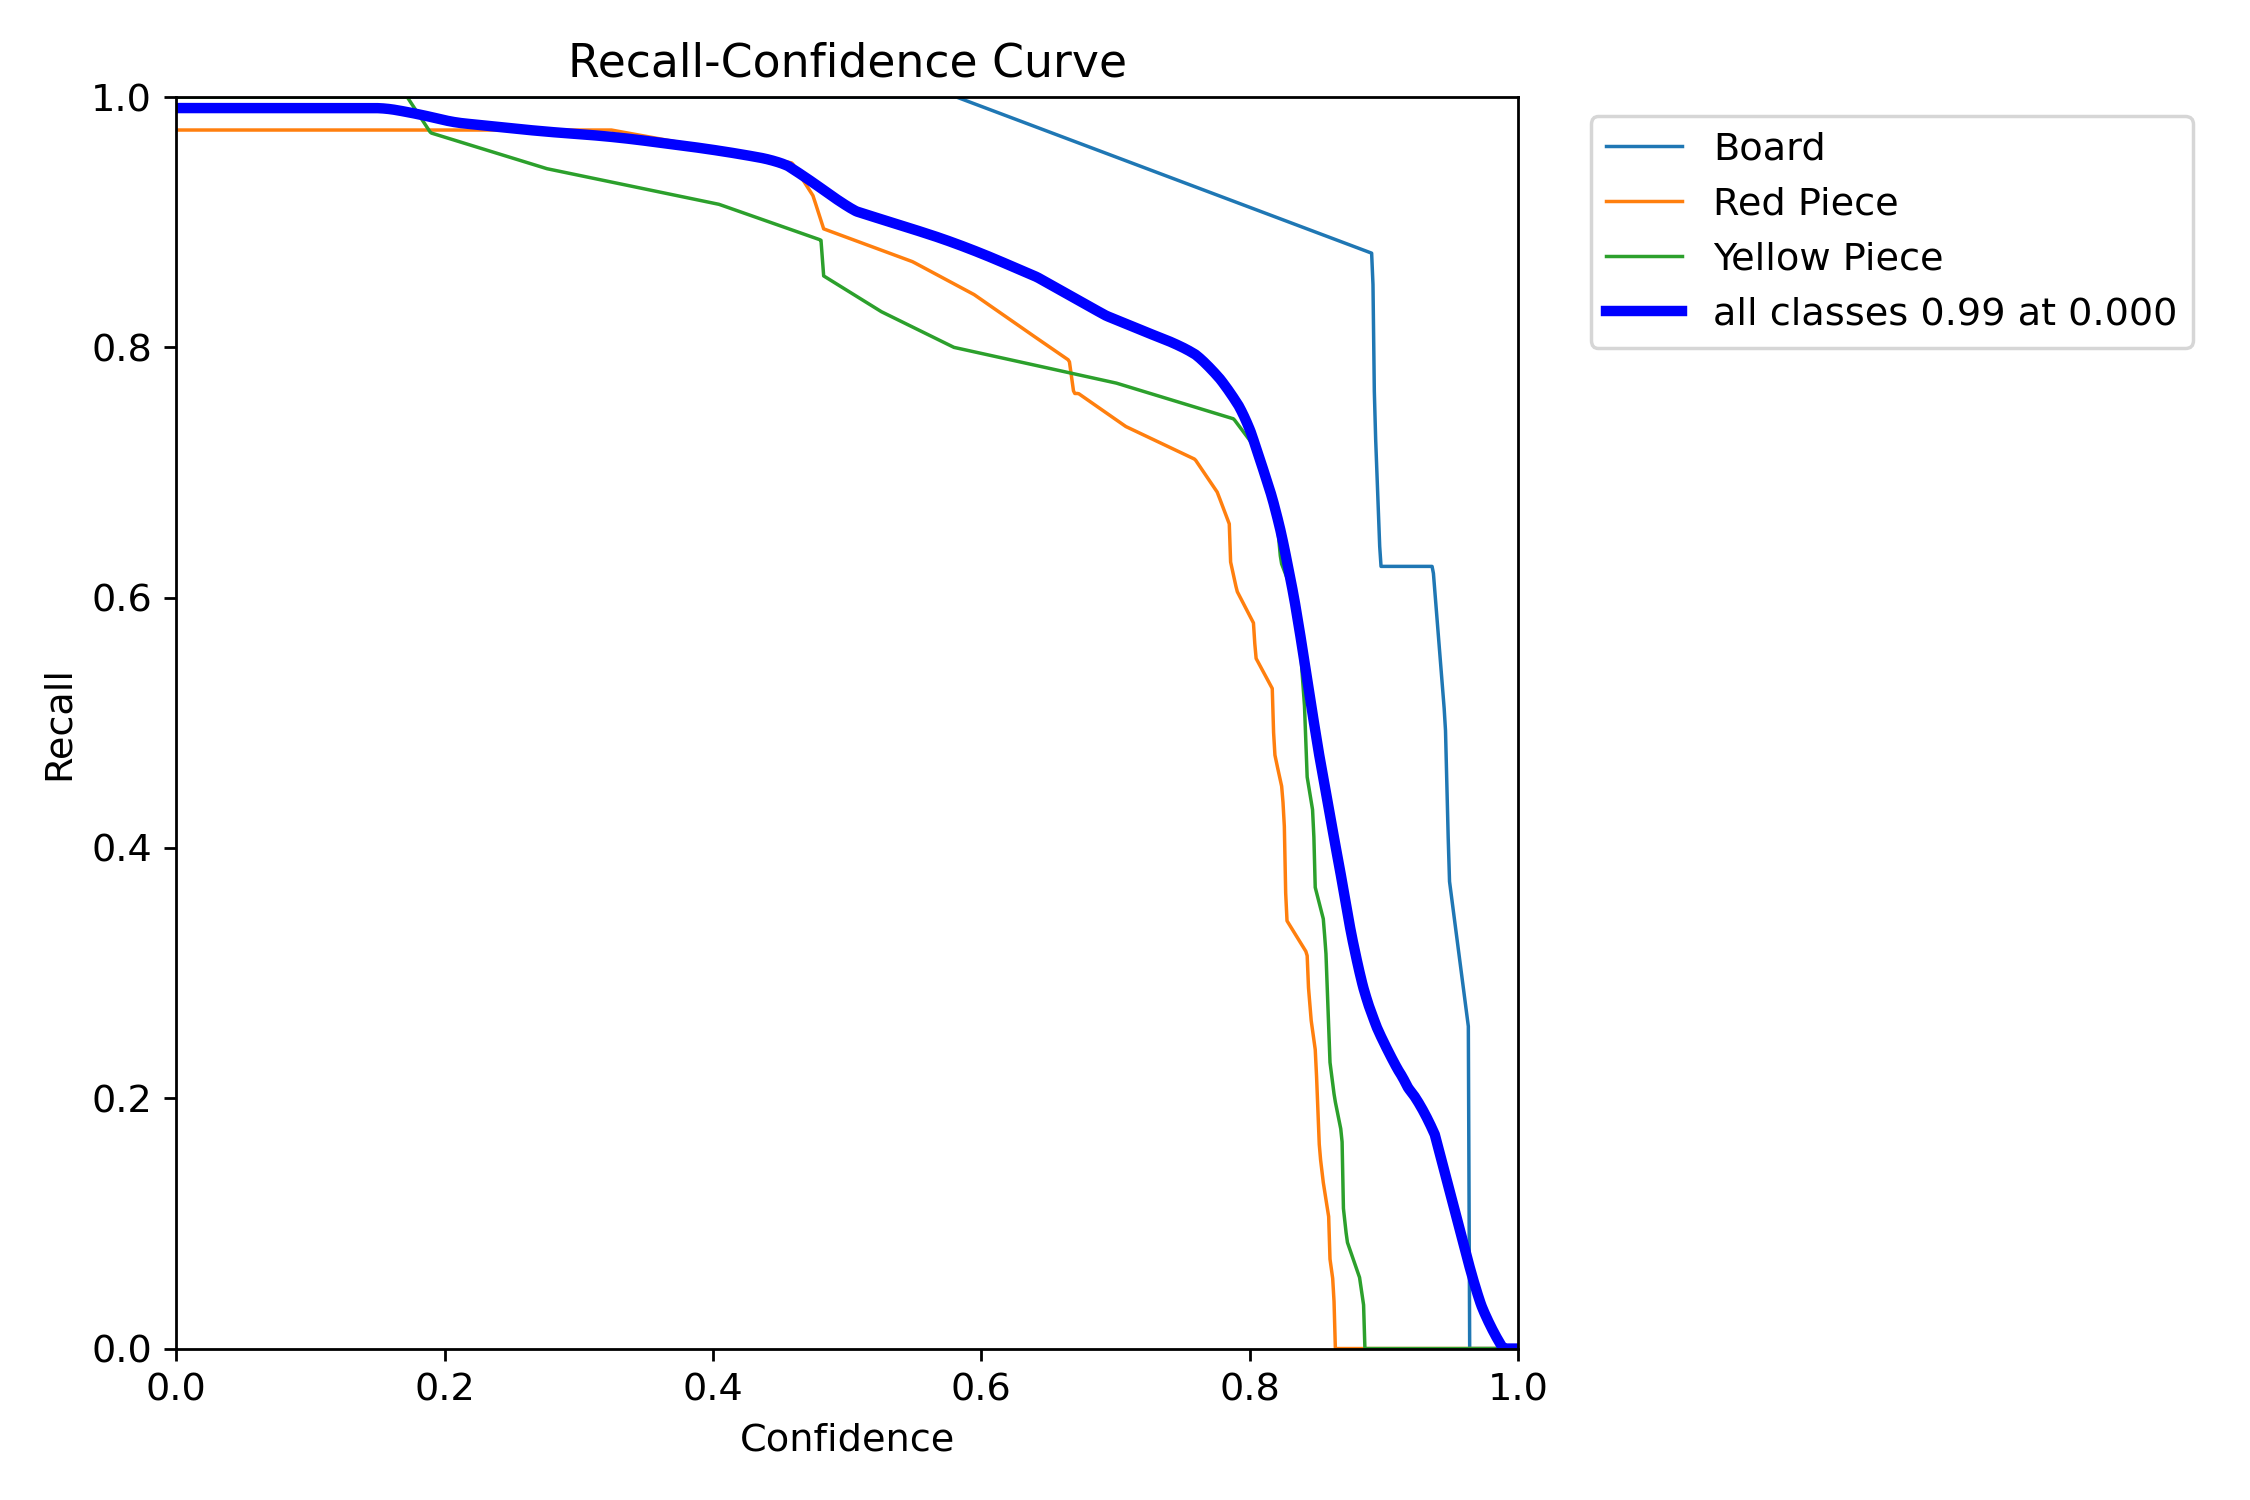 Recall-Confidence Curve
1.0
0.8
0.6
0.4
0.2
0.0
Recall
0.0 0.2 0.4 0.6 0.8 1.0
Confidence
Board
Red Piece
Yellow Piece
all classes 0.99 at 0.000